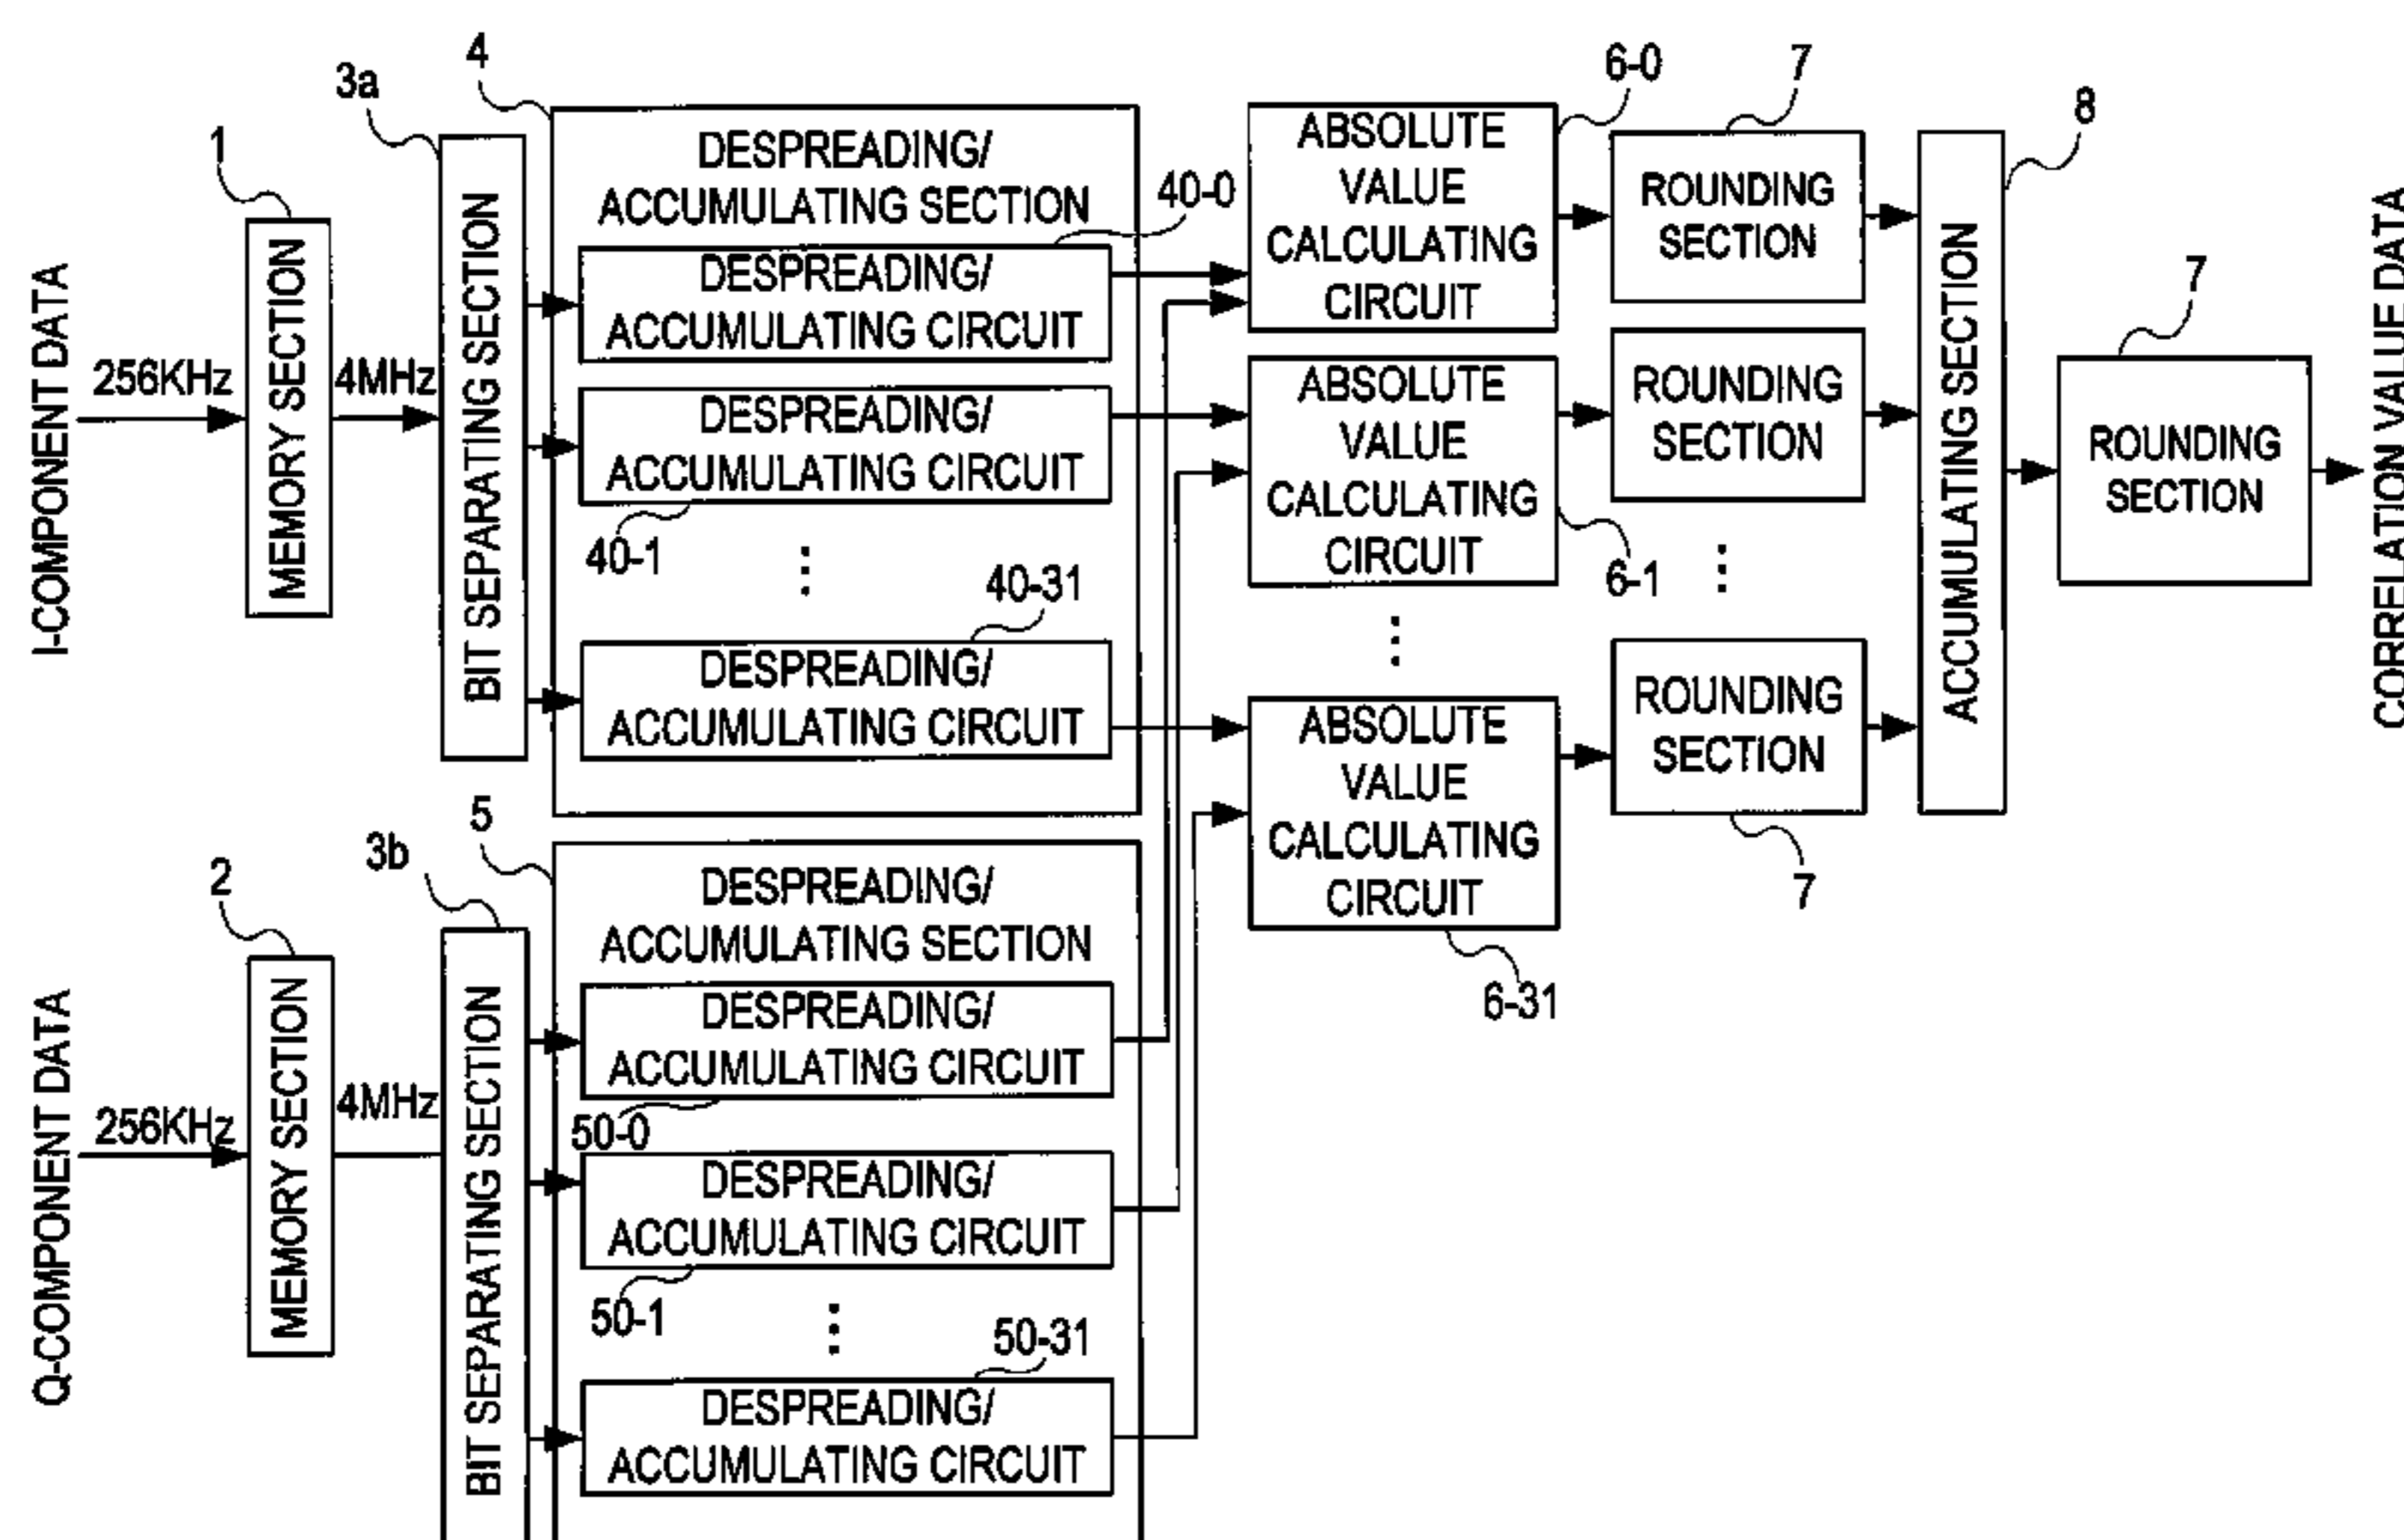 I-COMPONENT DATA
256KHz
1
MEMORY SECTION
4MHz
3a
BIT SEPARATING SECTION
4
DESPREADING/
ACCUMULATING SECTION
40-0
DESPREADING/
ACCUMULATING CIRCUIT
DESPREADING/
ACCUMULATING CIRCUIT
40-1
⋮
40-31
DESPREADING/
ACCUMULATING CIRCUIT
Q-COMPONENT DATA
256KHz
2
MEMORY SECTION
4MHz
3b
BIT SEPARATING SECTION
5
DESPREADING/
ACCUMULATING SECTION
DESPREADING/
ACCUMULATING CIRCUIT
50-0
DESPREADING/
ACCUMULATING CIRCUIT
50-1
⋮
50-31
DESPREADING/
ACCUMULATING CIRCUIT
6-0
ABSOLUTE
VALUE
CALCULATING
CIRCUIT
ABSOLUTE
VALUE
CALCULATING
CIRCUIT
6-1
⋮
ABSOLUTE
VALUE
CALCULATING
CIRCUIT
6-31
7
ROUNDING
SECTION
ROUNDING
SECTION
⋮
ROUNDING
SECTION
7
8
ACCUMULATING SECTION
7
ROUNDING
SECTION
CORRELATION VALUE DATA